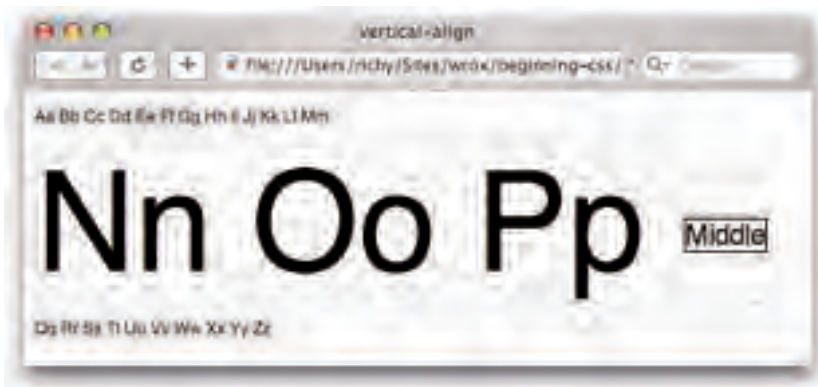 vertical-align
file:///Users/richy/Sites/wrox/beginning-css/
Aa Bb Cc Dd Ee Ff Gg Hh Ii Jj Kk Ll Mm
Nn Oo Pp Middle
Qq Rr Ss Tt Uu Vv Ww Xx Yy Zz